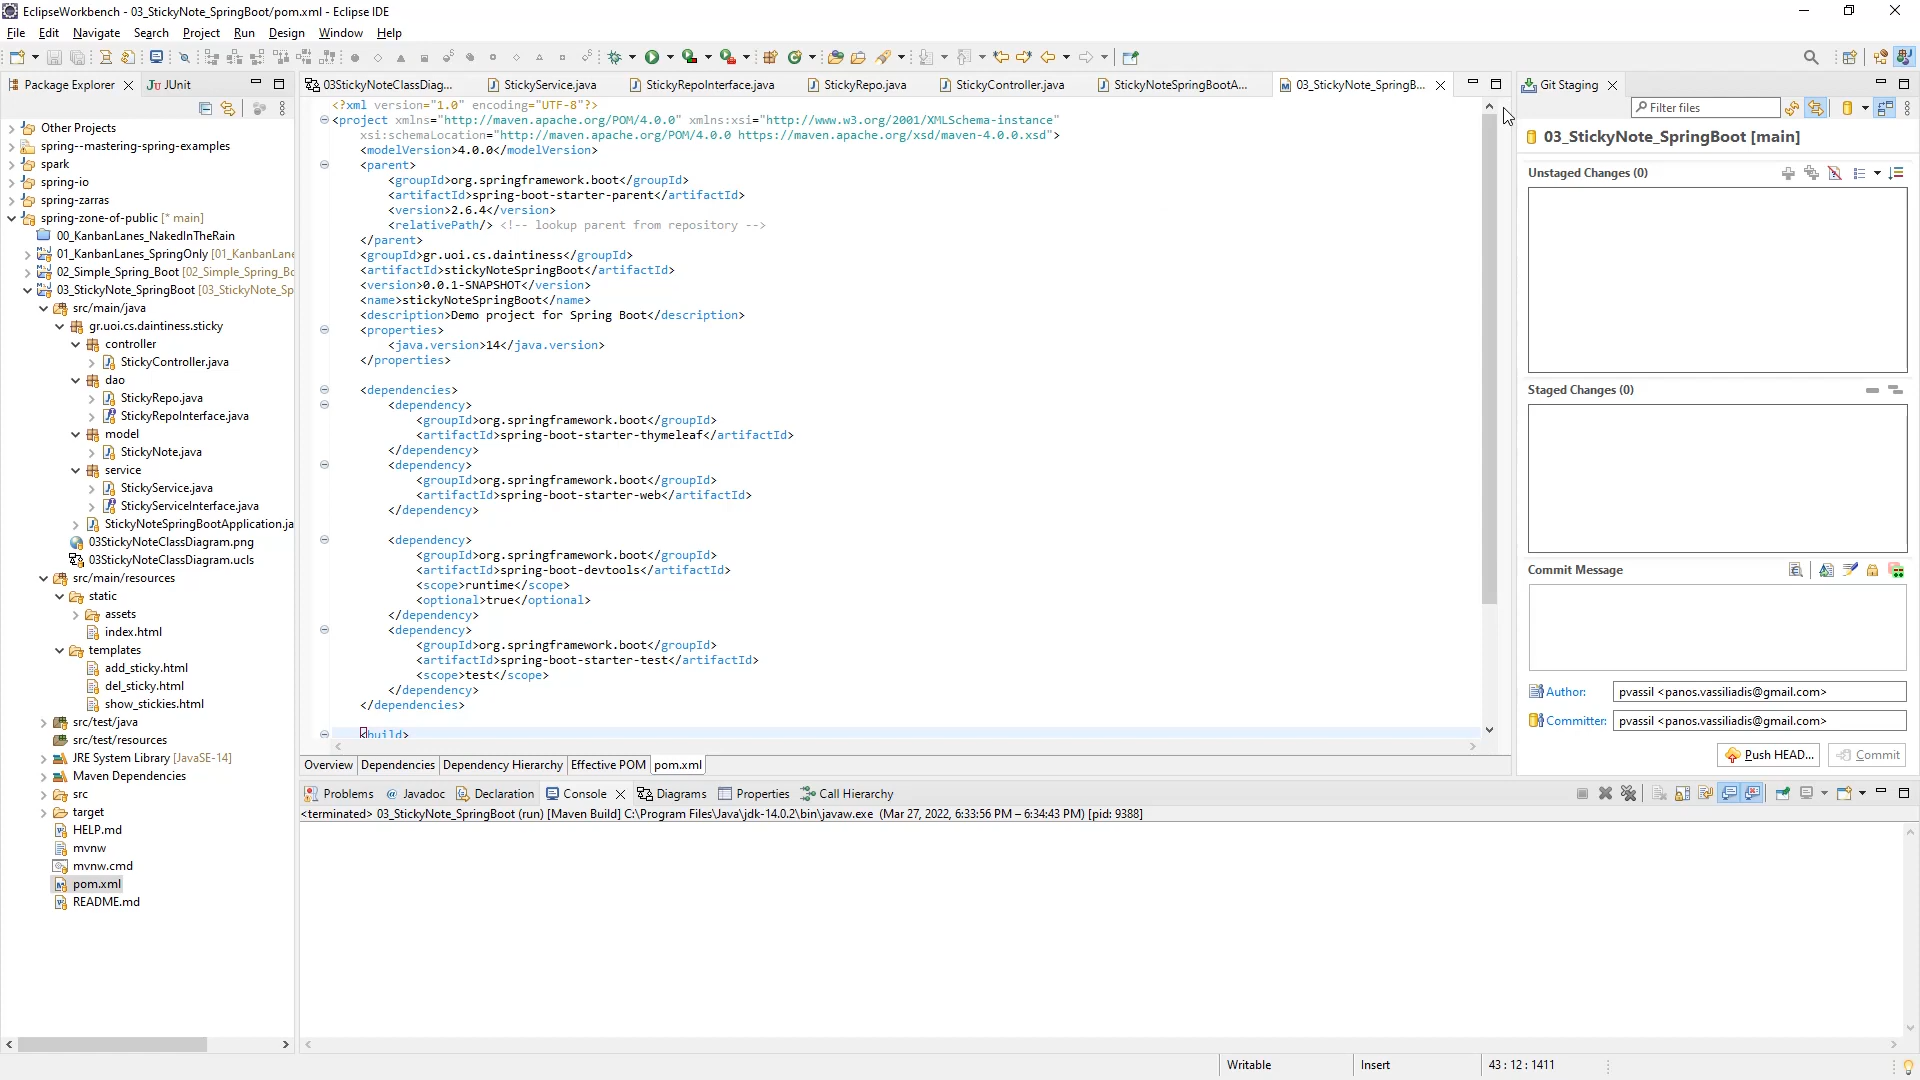 EclipseWorkbench - 03_StickyNote_SpringBoot/pom.xml - Eclipse IDE
File Edit Navigate Search Project Run Design Window Help
Package Explorer
JUnit
Other Projects
spring--mastering-spring-examples
spark
spring-io
spring-zarras
spring-zone-of-public [* main]
00_KanbanLanes_NakedInTheRain
01_KanbanLanes_SpringOnly [01_KanbanLane
02_Simple_Spring_Boot [02_Simple_Spring_Bo
03_StickyNote_SpringBoot [03_StickyNote_Sp
src/main/java
gr.uoi.cs.daintiness.sticky
controller
StickyController.java
dao
StickyRepo.java
StickyRepoInterface.java
model
StickyNote.java
service
StickyService.java
StickyServiceInterface.java
StickyNoteSpringBootApplication.ja
03StickyNoteClassDiagram.png
03StickyNoteClassDiagram.ucls
src/main/resources
static
assets
index.html
templates
add_sticky.html
del_sticky.html
show_stickies.html
src/test/java
src/test/resources
JRE System Library [JavaSE-14]
Maven Dependencies
src
target
HELP.md
mvnw
mvnw.cmd
pom.xml
README.md
03StickyNoteClassDiag... StickyService.java StickyRepoInterface.java StickyRepo.java StickyController.java StickyNoteSpringBootA... 03_StickyNote_SpringB...
<?xml version="1.0" encoding="UTF-8"?>
<project xmlns="http://maven.apache.org/POM/4.0.0" xmlns:xsi="http://www.w3.org/2001/XMLSchema-instance"
xsi:schemaLocation="http://maven.apache.org/POM/4.0.0 https://maven.apache.org/xsd/maven-4.0.0.xsd">
<modelVersion>4.0.0</modelVersion>
<parent>
<groupId>org.springframework.boot</groupId>
<artifactId>spring-boot-starter-parent</artifactId>
<version>2.6.4</version>
<relativePath/> <!-- lookup parent from repository -->
</parent>
<groupId>gr.uoi.cs.daintiness</groupId>
<artifactId>stickyNoteSpringBoot</artifactId>
<version>0.0.1-SNAPSHOT</version>
<name>stickyNoteSpringBoot</name>
<description>Demo project for Spring Boot</description>
<properties>
<java.version>14</java.version>
</properties>
<dependencies>
<dependency>
<groupId>org.springframework.boot</groupId>
<artifactId>spring-boot-starter-thymeleaf</artifactId>
</dependency>
<dependency>
<groupId>org.springframework.boot</groupId>
<artifactId>spring-boot-starter-web</artifactId>
</dependency>
<dependency>
<groupId>org.springframework.boot</groupId>
<artifactId>spring-boot-devtools</artifactId>
<scope>runtime</scope>
<optional>true</optional>
</dependency>
<dependency>
<groupId>org.springframework.boot</groupId>
<artifactId>spring-boot-starter-test</artifactId>
<scope>test</scope>
</dependency>
</dependencies>
<build>
Overview Dependencies Dependency Hierarchy Effective POM pom.xml
Problems Javadoc Declaration Console Diagrams Properties Call Hierarchy
<terminated> 03_StickyNote_SpringBoot (run) [Maven Build] C:\Program Files\Java\jdk-14.0.2\bin\javaw.exe (Mar 27, 2022, 6:33:56 PM – 6:34:43 PM) [pid: 9388]
Git Staging
Filter files
03_StickyNote_SpringBoot [main]
Unstaged Changes (0)
Staged Changes (0)
Commit Message
Author: pvassil <panos.vassiliadis@gmail.com>
Committer: pvassil <panos.vassiliadis@gmail.com>
Push HEAD... Commit
Writable Insert 43 : 12 : 1411